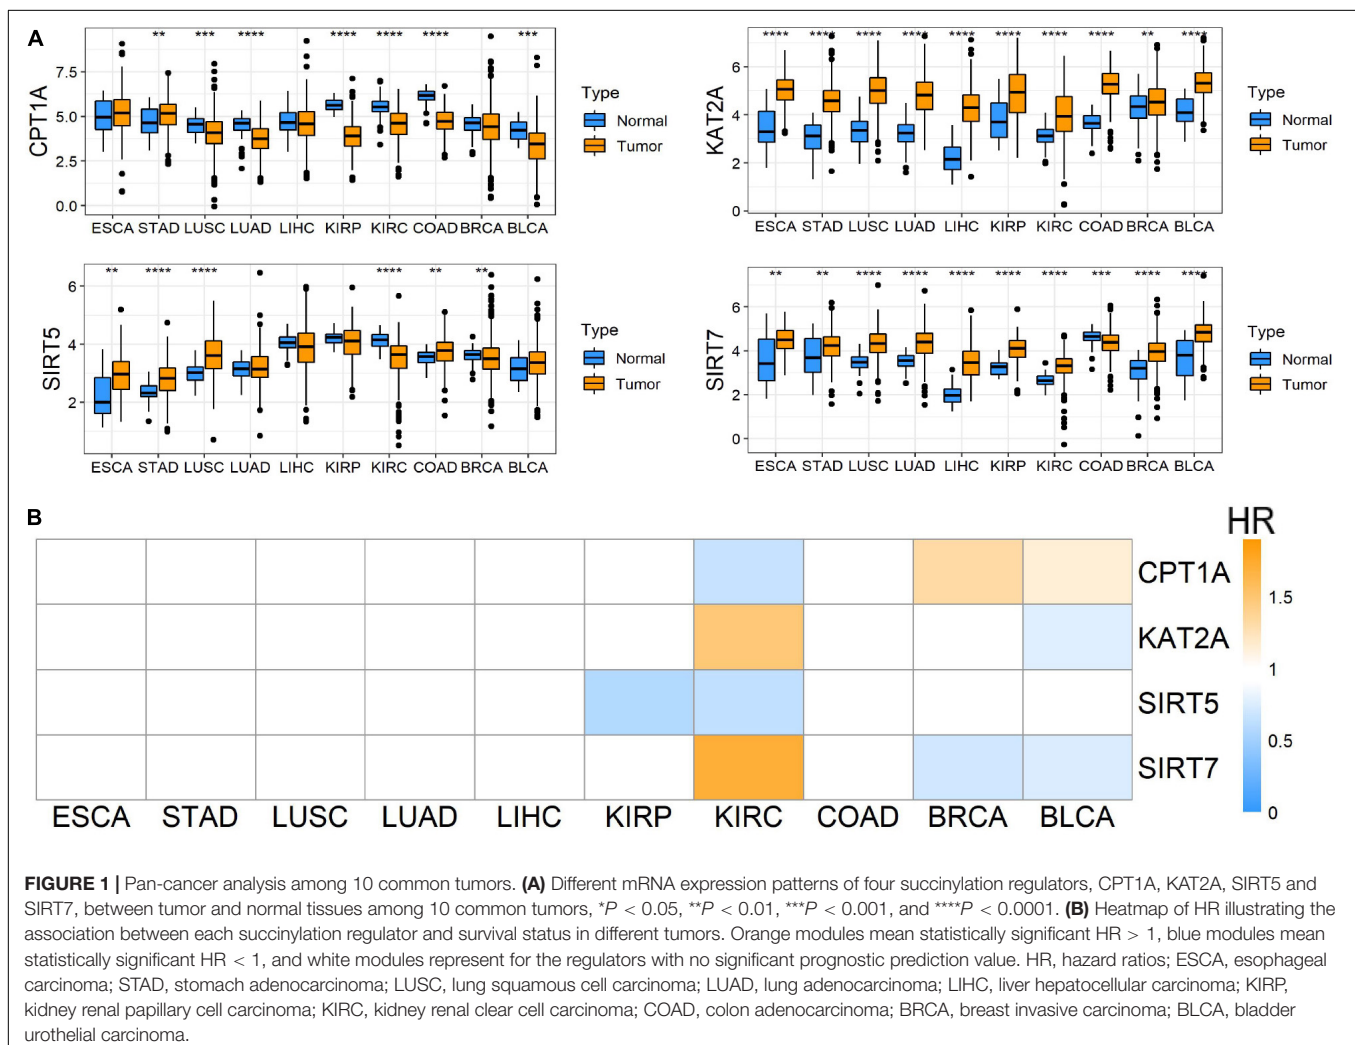 A
CPT1A
** *** **** **** **** **** ***
7.5
5.0
2.5
0.0
ESCA STAD LUSC LUAD LIHC KIRP KIRC COAD BRCA BLCA
Type
Normal
Tumor
KAT2A
**** **** **** **** **** **** **** **** ** ****
6
4
2
0
ESCA STAD LUSC LUAD LIHC KIRP KIRC COAD BRCA BLCA
Type
Normal
Tumor
SIRT5
** **** **** **** ** **
6
4
2
ESCA STAD LUSC LUAD LIHC KIRP KIRC COAD BRCA BLCA
Type
Normal
Tumor
SIRT7
** ** **** **** **** **** **** *** **** ****
6
4
2
0
ESCA STAD LUSC LUAD LIHC KIRP KIRC COAD BRCA BLCA
Type
Normal
Tumor
B
HR
CPT1A
KAT2A
SIRT5
SIRT7
1.5
1
0.5
0
ESCA STAD LUSC LUAD LIHC KIRP KIRC COAD BRCA BLCA
FIGURE 1 | Pan-cancer analysis among 10 common tumors. (A) Different mRNA expression patterns of four succinylation regulators, CPT1A, KAT2A, SIRT5 and
SIRT7, between tumor and normal tissues among 10 common tumors, *P < 0.05, **P < 0.01, ***P < 0.001, and ****P < 0.0001. (B) Heatmap of HR illustrating the
association between each succinylation regulator and survival status in different tumors. Orange modules mean statistically significant HR > 1, blue modules mean
statistically significant HR < 1, and white modules represent for the regulators with no significant prognostic prediction value. HR, hazard ratios; ESCA, esophageal
carcinoma; STAD, stomach adenocarcinoma; LUSC, lung squamous cell carcinoma; LUAD, lung adenocarcinoma; LIHC, liver hepatocellular carcinoma; KIRP,
kidney renal papillary cell carcinoma; KIRC, kidney renal clear cell carcinoma; COAD, colon adenocarcinoma; BRCA, breast invasive carcinoma; BLCA, bladder
urothelial carcinoma.